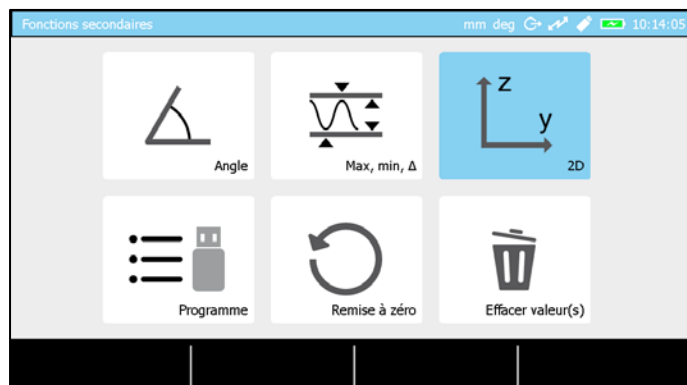 Fonctions secondaires mm deg 10:14:05
Angle
Max, min, Δ
z
y
2D
Programme
Remise à zéro
Effacer valeur(s)